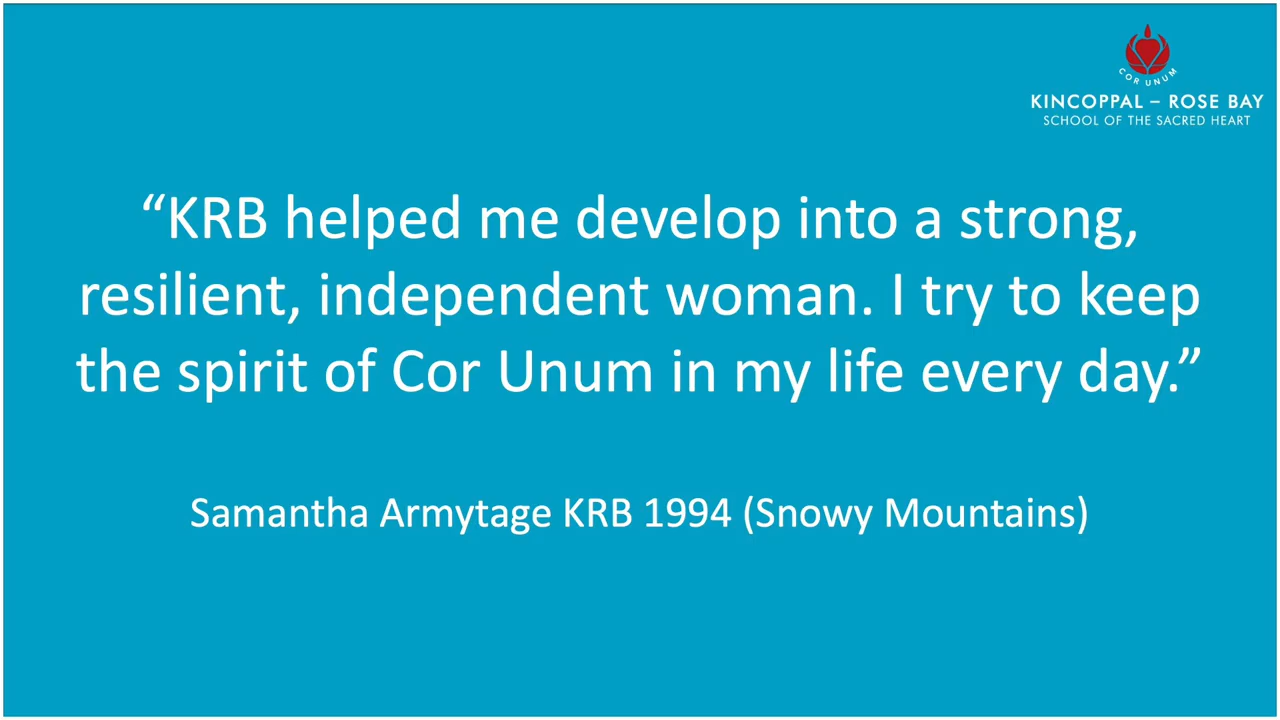 COR UNUM
KINCOPPAL – ROSE BAY
SCHOOL OF THE SACRED HEART
“KRB helped me develop into a strong,
resilient, independent woman. I try to keep
the spirit of Cor Unum in my life every day.”
Samantha Armytage KRB 1994 (Snowy Mountains)